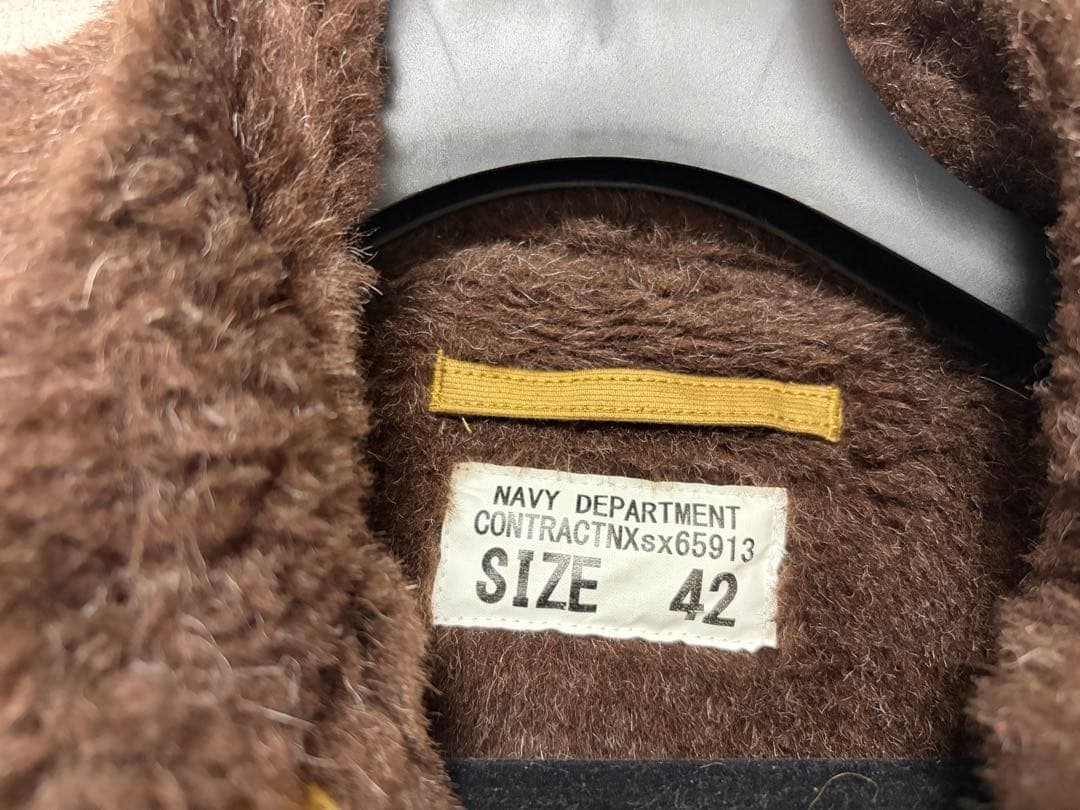 NAVY DEPARTMENT
CONTRACTNXsx65913
SIZE 42